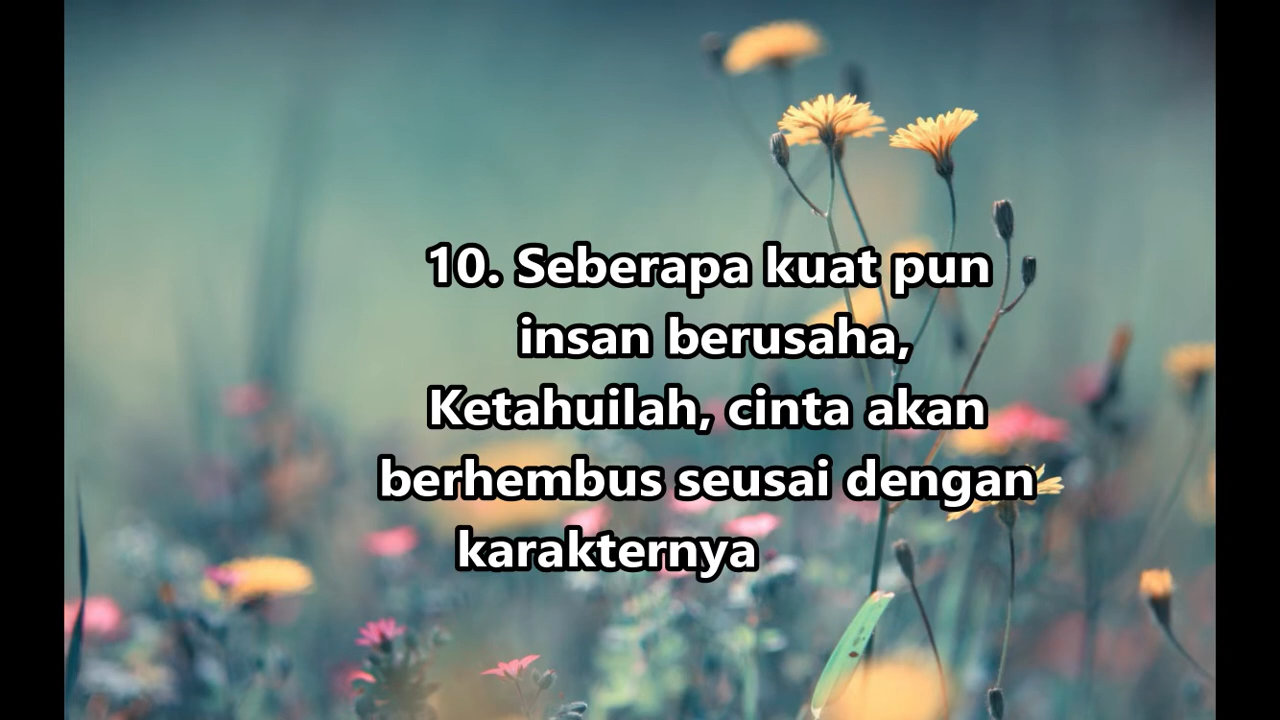 10. Seberapa kuat pun
insan berusaha,
Ketahuilah, cinta akan
berhembus seusai dengan
karakternya